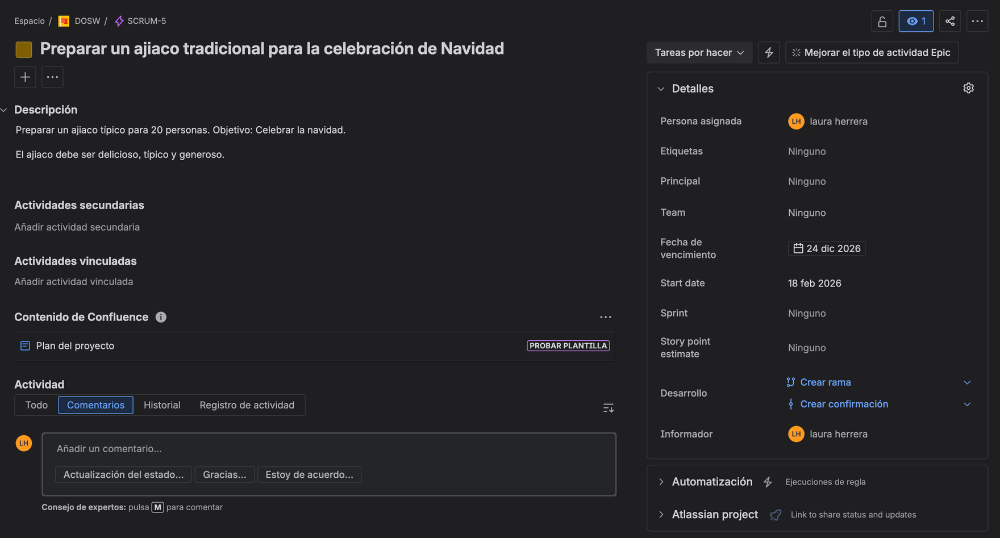 Espacio / DOSW / SCRUM-5
1
Preparar un ajiaco tradicional para la celebración de Navidad
Tareas por hacer
Mejorar el tipo de actividad Epic
Descripción
Preparar un ajiaco típico para 20 personas. Objetivo: Celebrar la navidad.
El ajiaco debe ser delicioso, típico y generoso.
Actividades secundarias
Añadir actividad secundaria
Actividades vinculadas
Añadir actividad vinculada
Contenido de Confluence
Plan del proyecto
PROBAR PLANTILLA
Actividad
Todo
Comentarios
Historial
Registro de actividad
LH
Añadir un comentario...
Actualización del estado...
Gracias...
Estoy de acuerdo...
Consejo de expertos: pulsa M para comentar
Detalles
Persona asignada
LH laura herrera
Etiquetas
Ninguno
Principal
Ninguno
Team
Ninguno
Fecha de
vencimiento
24 dic 2026
Start date
18 feb 2026
Sprint
Ninguno
Story point
estimate
Ninguno
Desarrollo
Crear rama
Crear confirmación
Informador
LH laura herrera
Automatización
Ejecuciones de regla
Atlassian project
Link to share status and updates